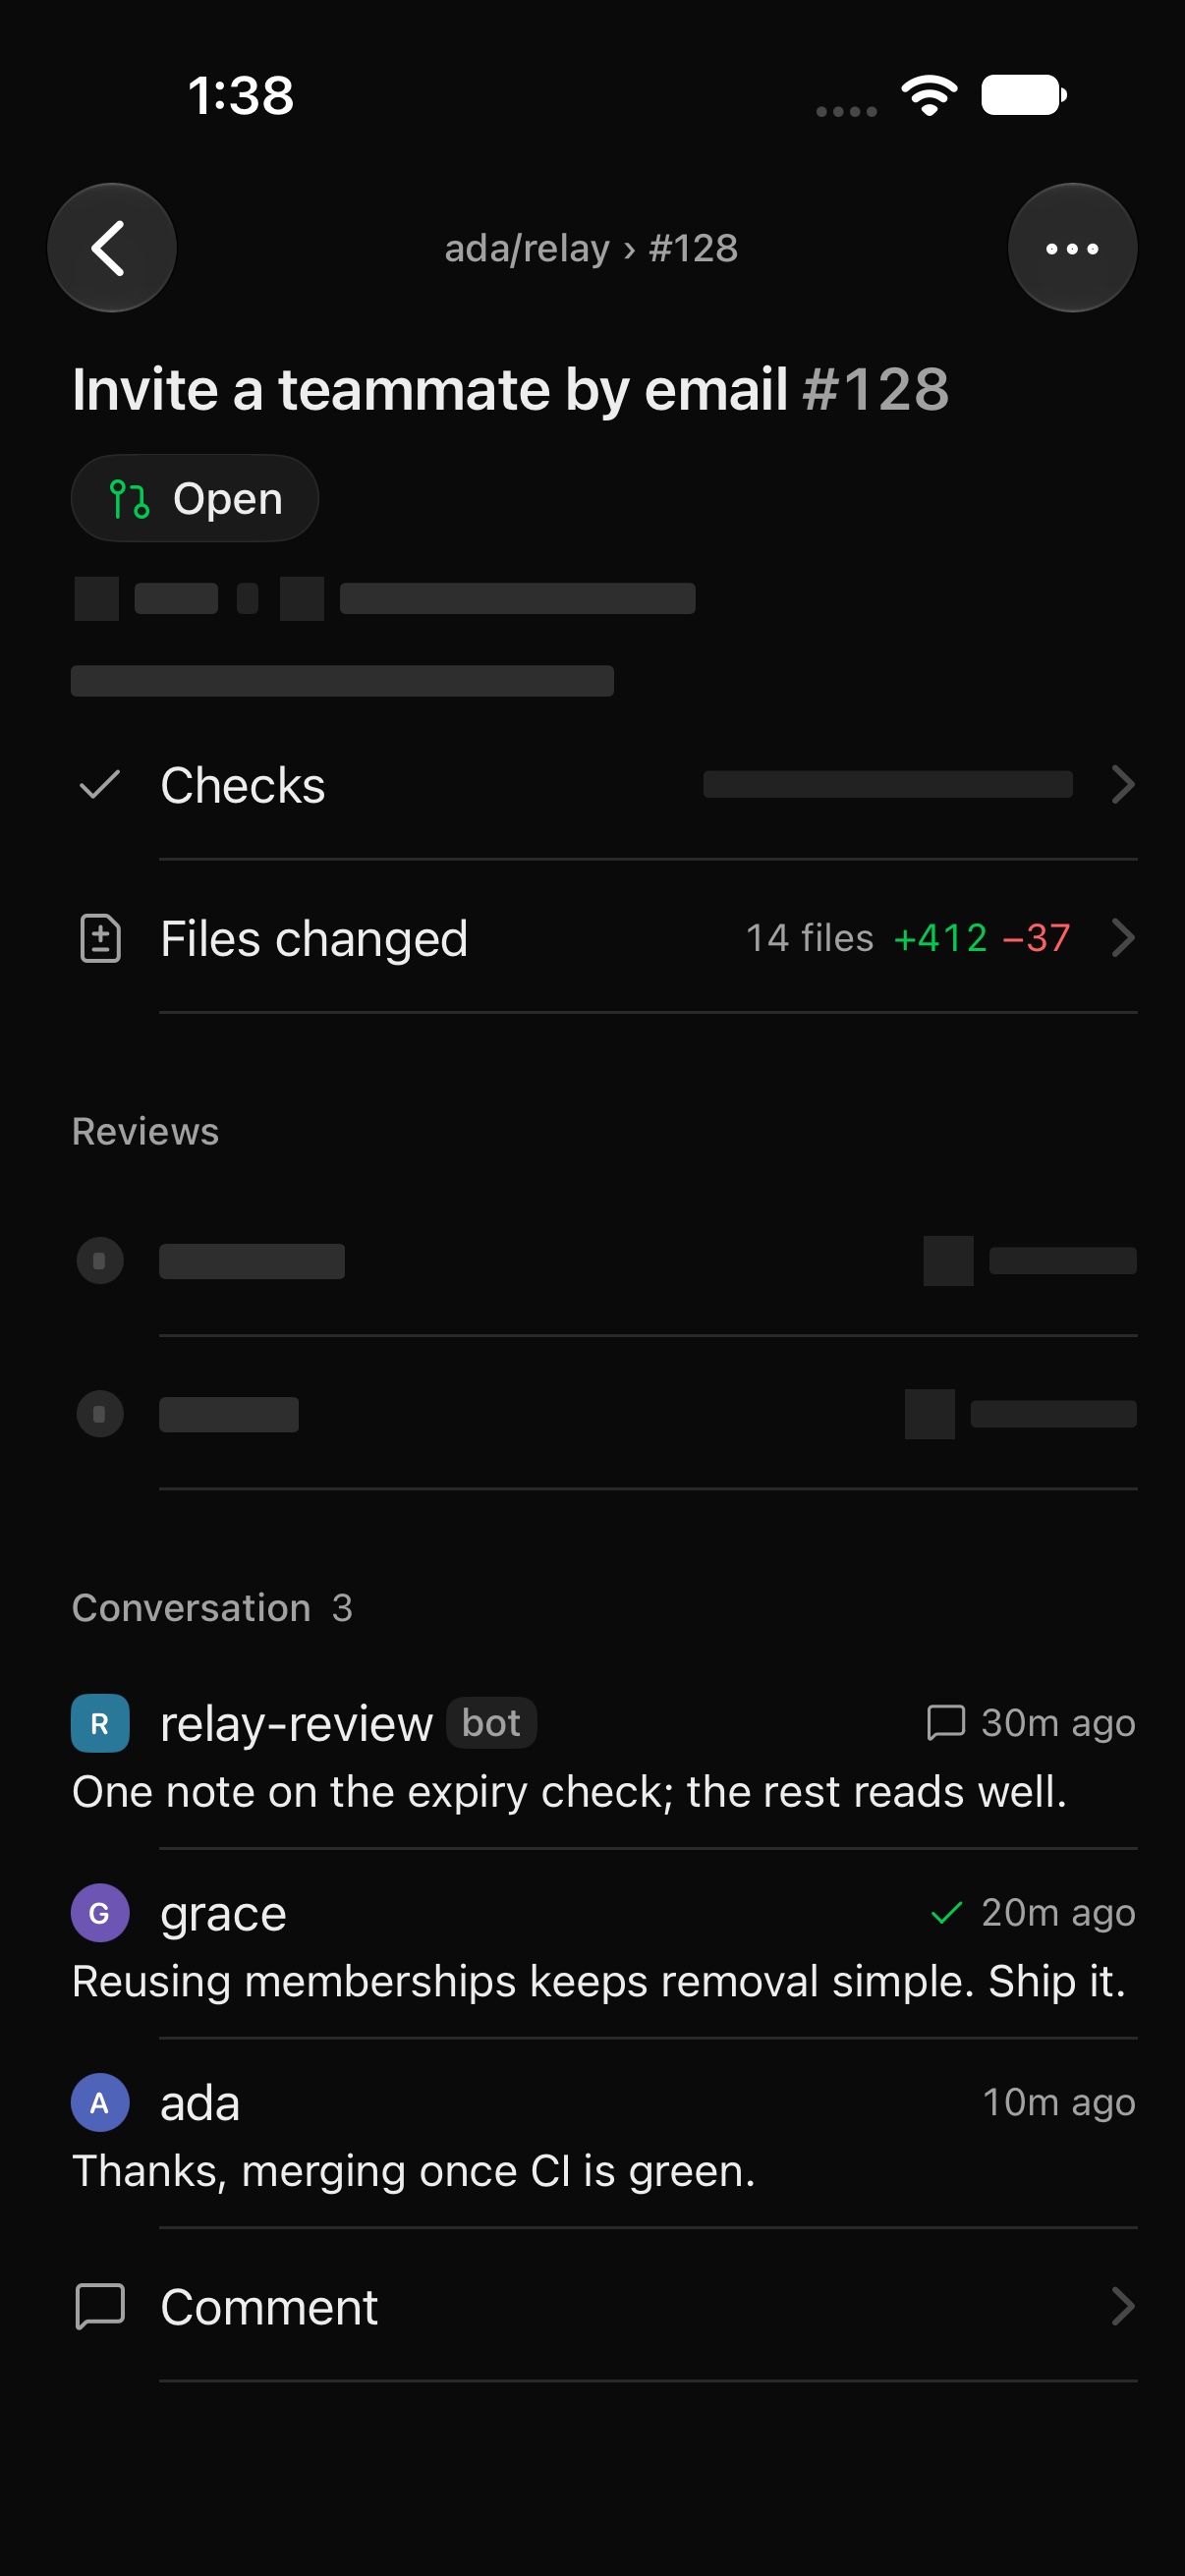 1:38
ada/relay › #128
Invite a teammate by email #128
Open
Checks
Files changed 14 files +412 −37
Reviews
Conversation 3
R relay-review bot 30m ago
One note on the expiry check; the rest reads well.
G grace 20m ago
Reusing memberships keeps removal simple. Ship it.
A ada 10m ago
Thanks, merging once CI is green.
Comment